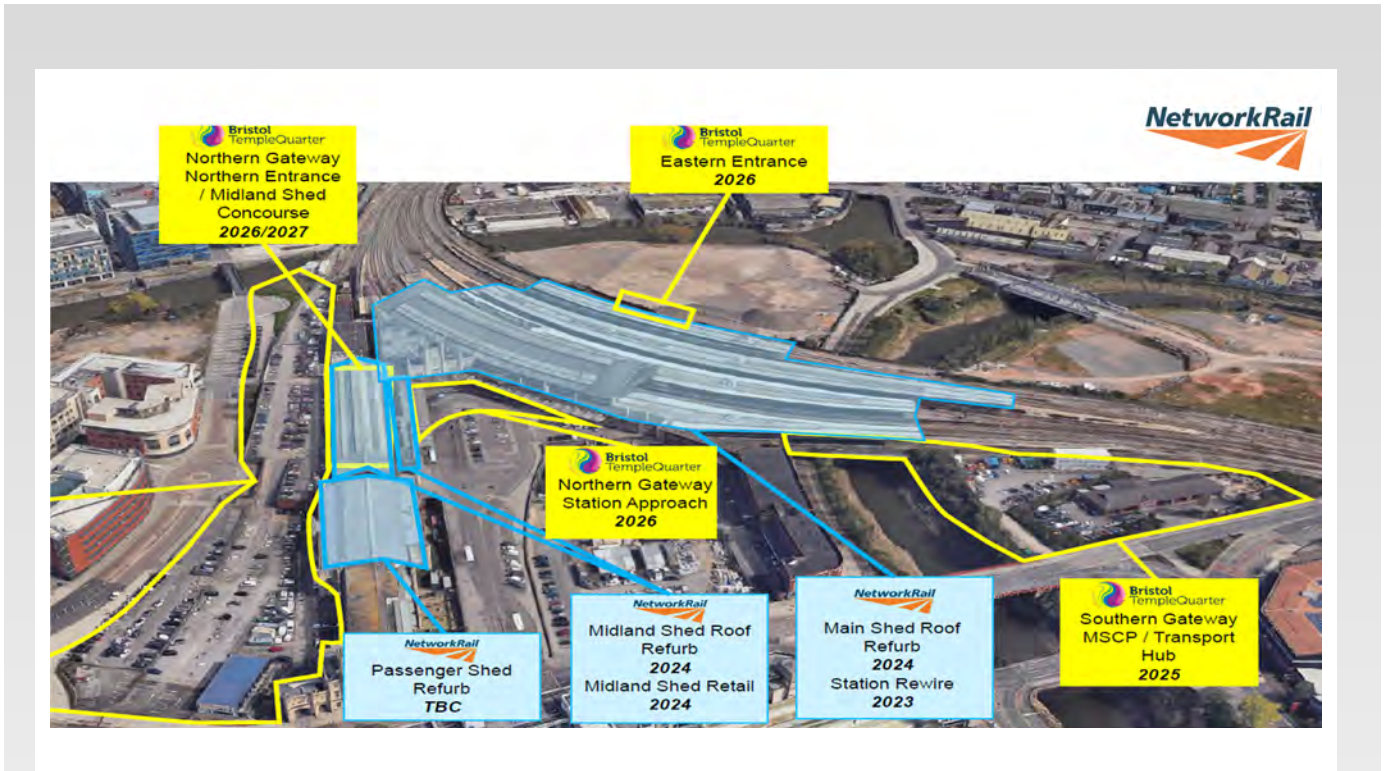 NetworkRail
Bristol
TempleQuarter
Northern Gateway
Northern Entrance
/ Midland Shed
Concourse
2026/2027
Bristol
TempleQuarter
Eastern Entrance
2026
Bristol
TempleQuarter
Northern Gateway
Station Approach
2026
NetworkRail
Passenger Shed
Refurb
TBC
NetworkRail
Midland Shed Roof
Refurb
2024
Midland Shed Retail
2024
NetworkRail
Main Shed Roof
Refurb
2024
Station Rewire
2023
Bristol
TempleQuarter
Southern Gateway
MSCP / Transport
Hub
2025